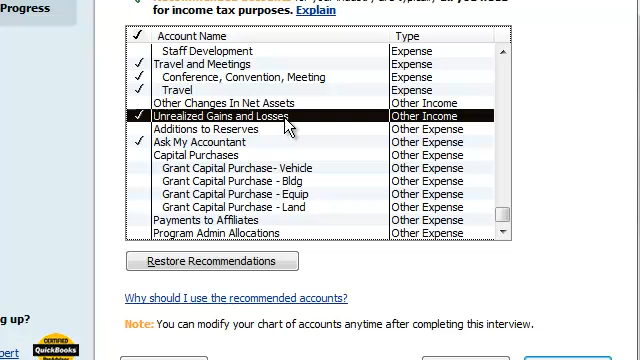 Progress
for income tax purposes. Explain
✓ Account Name Type
Staff Development Expense
✓ Travel and Meetings Expense
✓ Conference, Convention, Meeting Expense
✓ Travel Expense
Other Changes In Net Assets Other Income
✓ Unrealized Gains and Losses Other Income
Additions to Reserves Other Expense
✓ Ask My Accountant Other Expense
Capital Purchases Other Expense
Grant Capital Purchase- Vehicle Other Expense
Grant Capital Purchase - Bldg Other Expense
Grant Capital Purchase - Equip Other Expense
Grant Capital Purchase - Land Other Expense
Payments to Affiliates Other Expense
Program Admin Allocations Other Expense
Restore Recommendations
Why should I use the recommended accounts?
ng up?
Note: You can modify your chart of accounts anytime after completing this interview.
CERTIFIED
QuickBooks
pert